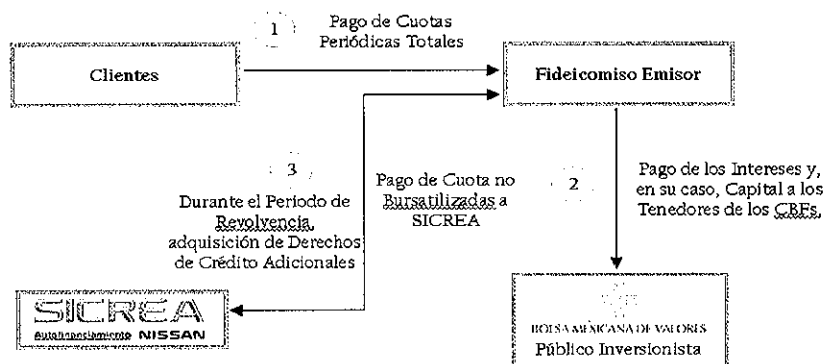 1
Pago de Cuotas
Periódicas Totales
Clientes
Fideicomiso Emisor
3
Durante el Periodo de
Revolvencia,
adquisición de Derechos
de Crédito Adicionales
Pago de Cuota no
Bursatilizadas a
SICREA
2
Pago de los Intereses y,
en su caso, Capital a los
Tenedores de los CBFs.
SICREA
Autofinanciamiento NISSAN
BOLSA MEXICANA DE VALORES
Público Inversionista